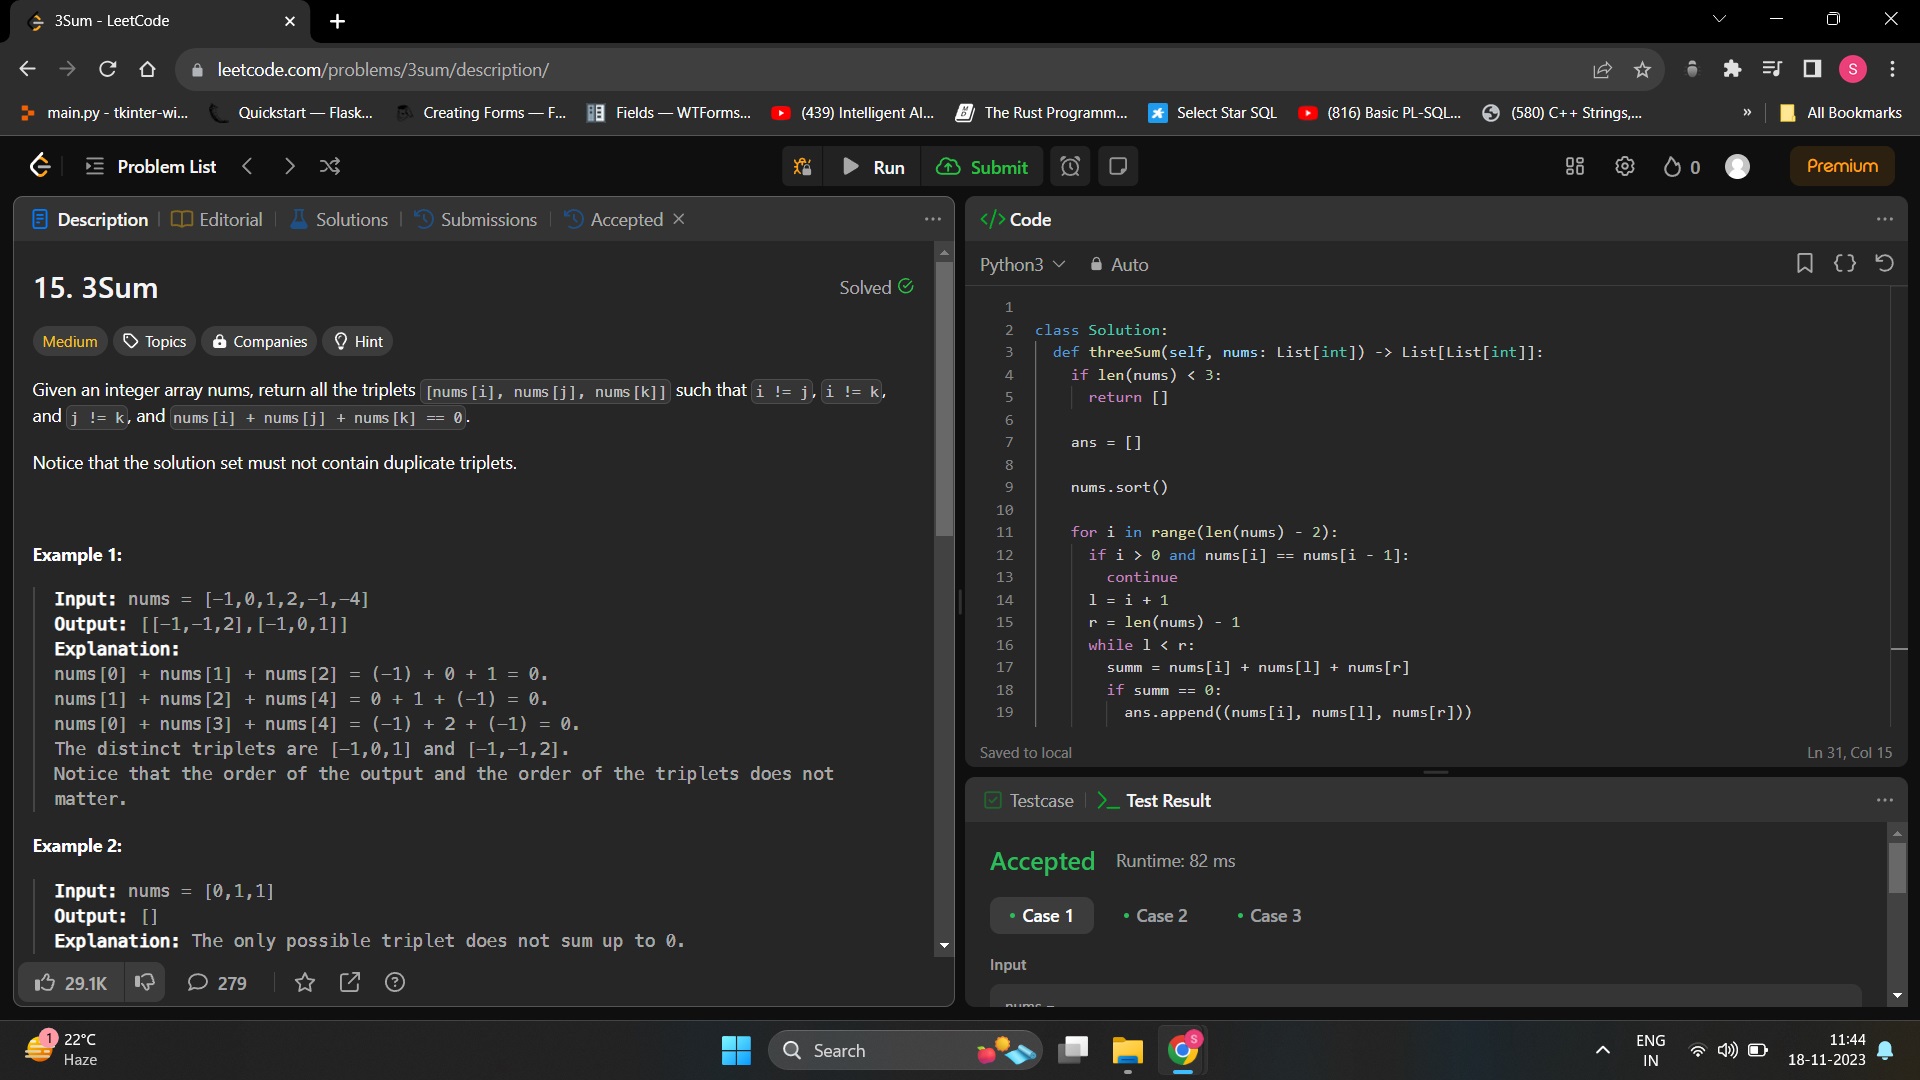 3Sum - LeetCode
leetcode.com/problems/3sum/description/
S
main.py - tkinter-wi...
Quickstart — Flask...
Creating Forms — F...
Fields — WTForms...
(439) Intelligent Al...
The Rust Programm...
Select Star SQL
(816) Basic PL-SQL...
(580) C++ Strings,...
»
All Bookmarks
Problem List
Run
Submit
0
Premium
Description
Editorial
Solutions
Submissions
Accepted
15. 3Sum
Solved
Medium
Topics
Companies
Hint
Given an integer array nums, return all the triplets [nums[i], nums[j], nums[k]] such that i != j, i != k,
and j != k, and nums[i] + nums[j] + nums[k] == 0.
Notice that the solution set must not contain duplicate triplets.
Example 1:
Input: nums = [-1,0,1,2,-1,-4]
Output: [[-1,-1,2],[-1,0,1]]
Explanation:
nums[0] + nums[1] + nums[2] = (-1) + 0 + 1 = 0.
nums[1] + nums[2] + nums[4] = 0 + 1 + (-1) = 0.
nums[0] + nums[3] + nums[4] = (-1) + 2 + (-1) = 0.
The distinct triplets are [-1,0,1] and [-1,-1,2].
Notice that the order of the output and the order of the triplets does not
matter.
Example 2:
Input: nums = [0,1,1]
Output: []
Explanation: The only possible triplet does not sum up to 0.
29.1K
279
</> Code
Python3
Auto
1
2 class Solution:
3 def threeSum(self, nums: List[int]) -> List[List[int]]:
4 if len(nums) < 3:
5 return []
6
7 ans = []
8
9 nums.sort()
10
11 for i in range(len(nums) - 2):
12 if i > 0 and nums[i] == nums[i - 1]:
13 continue
14 l = i + 1
15 r = len(nums) - 1
16 while l < r:
17 summ = nums[i] + nums[l] + nums[r]
18 if summ == 0:
19 ans.append((nums[i], nums[l], nums[r]))
Saved to local
Ln 31, Col 15
Testcase
Test Result
Accepted
Runtime: 82 ms
Case 1
Case 2
Case 3
Input
nums =
1
22°C
Haze
Search
S
ENG
IN
11:44
18-11-2023